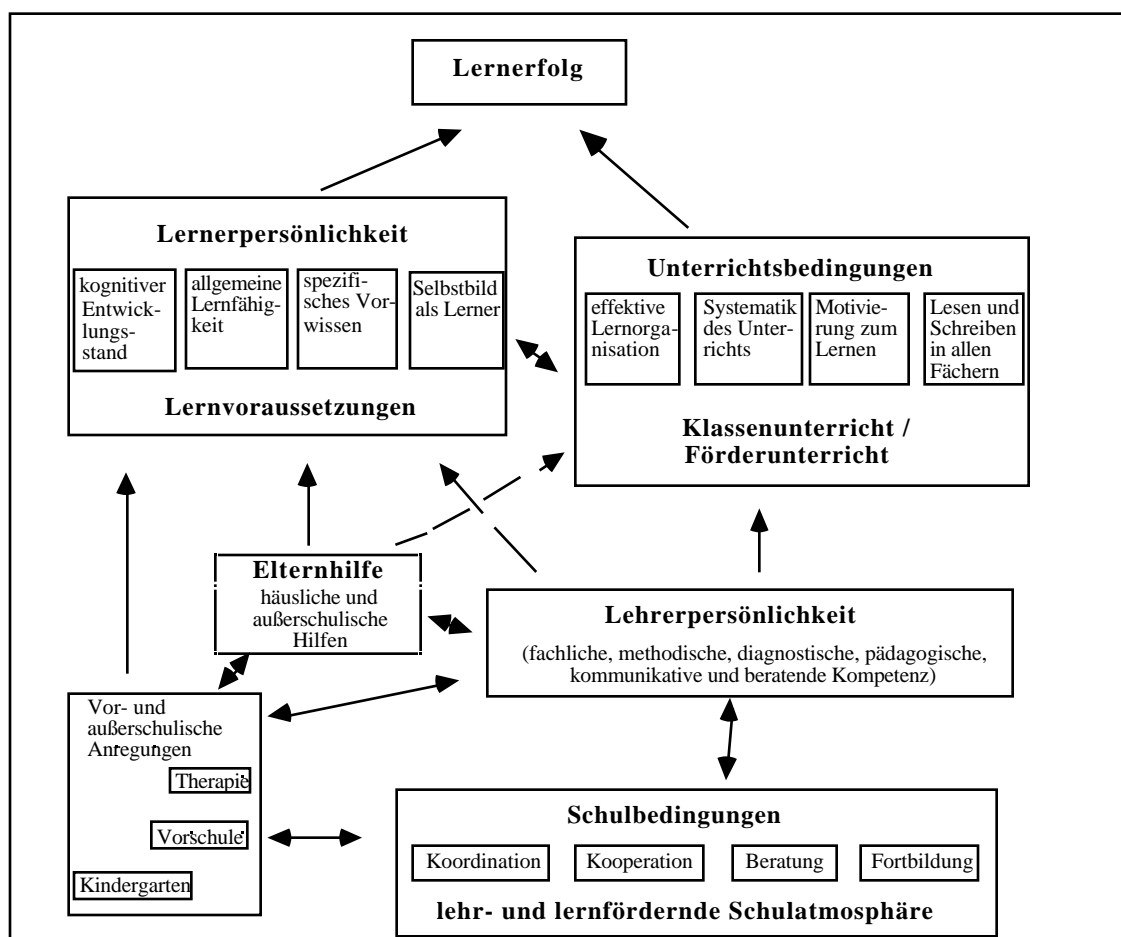 Lernerfolg
Lernerpersönlichkeit
kognitiver
Entwick-
lungs-
stand
allgemeine
Lernfähig-
keit
spezifi-
sches Vor-
wissen
Selbstbild
als Lerner
Lernvoraussetzungen
Unterrichtsbedingungen
effektive
Lernorga-
nisation
Systematik
des Unter-
richts
Motivie-
rung zum
Lernen
Lesen und
Schreiben
in allen
Fächern
Klassenunterricht /
Förderunterricht
Elternhilfe
häusliche und
außerschulische
Hilfen
Lehrerpersönlichkeit
(fachliche, methodische, diagnostische, pädagogische,
kommunikative und beratende Kompetenz)
Vor- und
außerschulische
Anregungen
Therapie
Vorschule
Kindergarten
Schulbedingungen
Koordination
Kooperation
Beratung
Fortbildung
lehr- und lernfördernde Schulatmosphäre